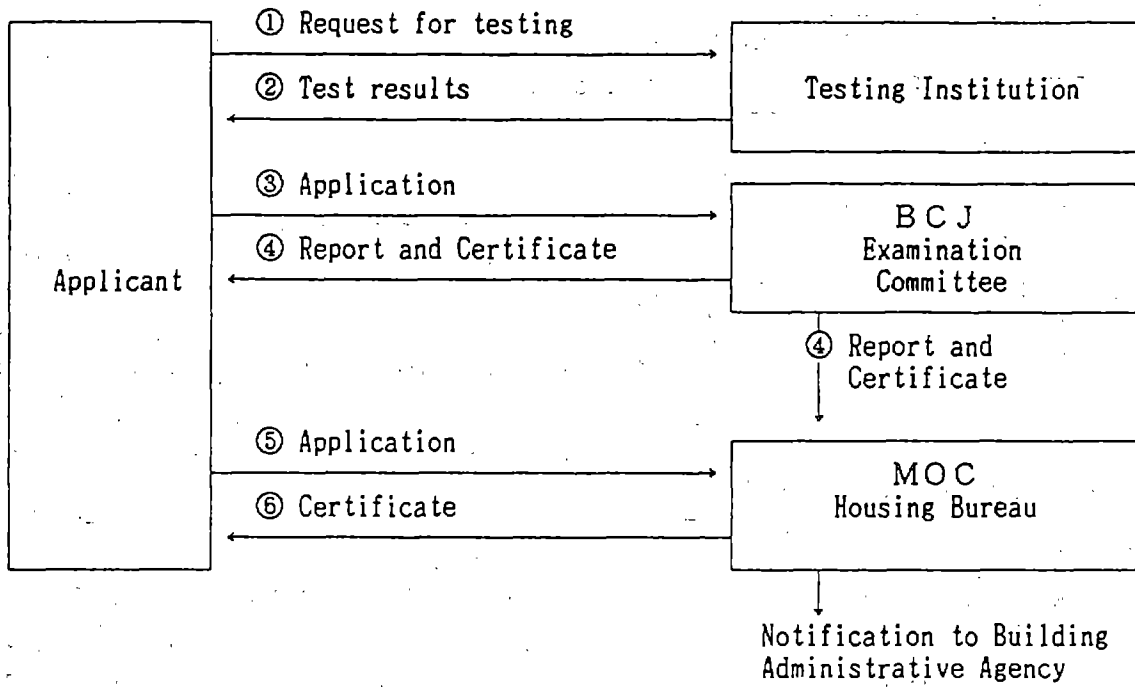 ① Request for testing
② Test results
Testing Institution
③ Application
④ Report and Certificate
BCJ
Examination
Committee
Applicant
④ Report and
Certificate
⑤ Application
⑥ Certificate
MOC
Housing Bureau
Notification to Building
Administrative Agency